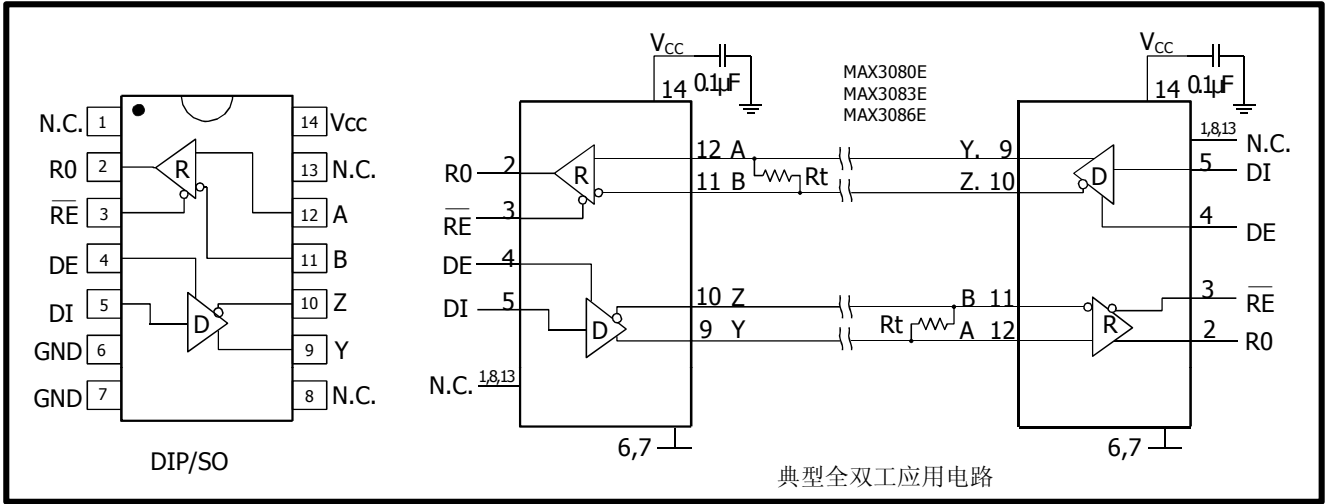 N.C. 1
R0 2
RE 3
DE 4
DI 5
GND 6
GND 7
14 Vcc
13 N.C.
12 A
11 B
10 Z
9 Y
8 N.C.
R
D
DIP/SO
VCC
14 0.1μF
R0 2
RE 3
DE 4
DI 5
N.C. 1,8,13
R
D
12 A
11 B
Rt
10 Z
9 Y
6,7
MAX3080E
MAX3083E
MAX3086E
VCC
14 0.1μF
Y. 9
Z. 10
B 11
Rt
A 12
D
R
1,8,13 N.C.
5 DI
4 DE
3 RE
2 R0
6,7
典型全双工应用电路